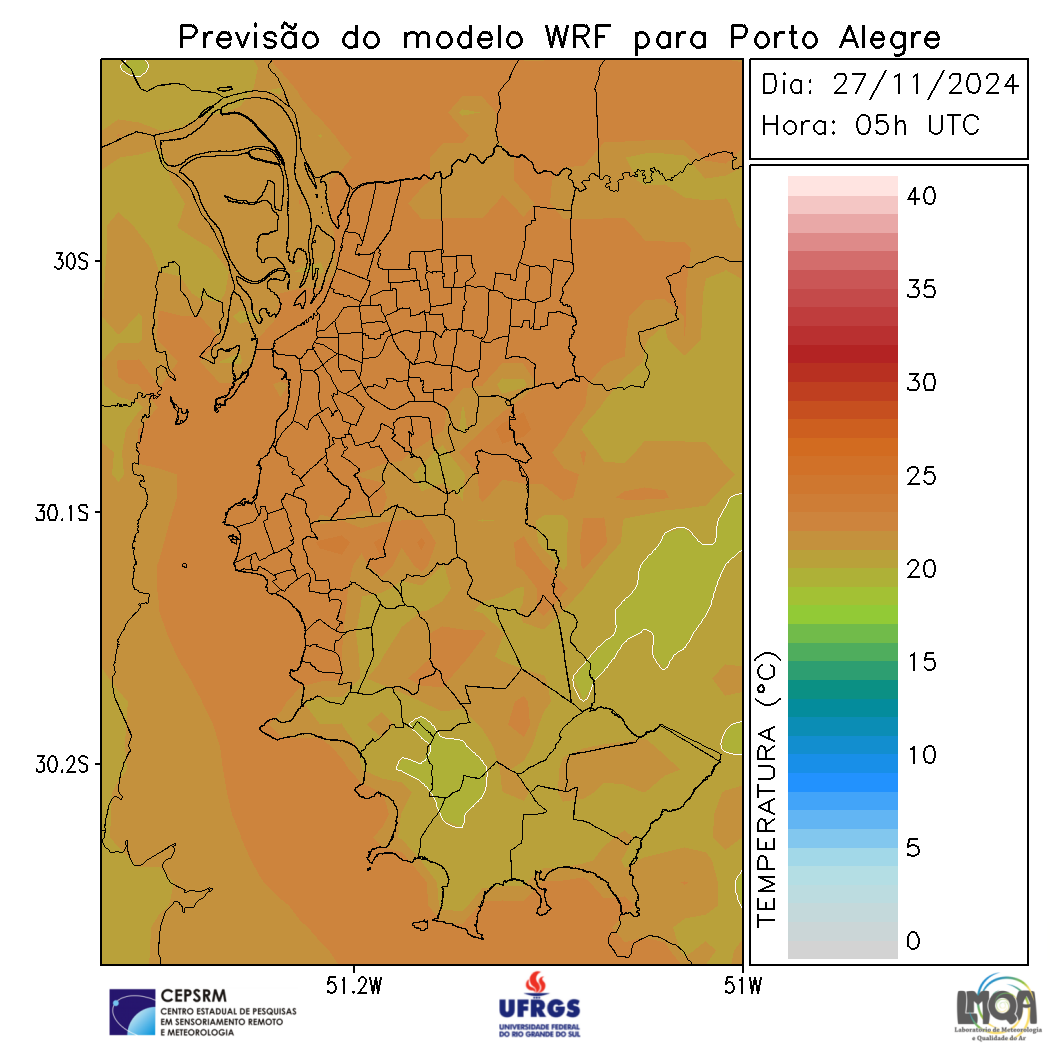 Previsão do modelo WRF para Porto Alegre
Dia: 27/11/2024
Hora: 05h UTC
30S
30.1S
30.2S
51.2W
51W
TEMPERATURA (°C)
40
35
30
25
20
15
10
5
0
CEPSRM
CENTRO ESTADUAL DE PESQUISAS
EM SENSORIAMENTO REMOTO
E METEOROLOGIA
UFRGS
UNIVERSIDADE FEDERAL
DO RIO GRANDE DO SUL
LMQA
Laboratório de Meteorologia
e Qualidade do Ar